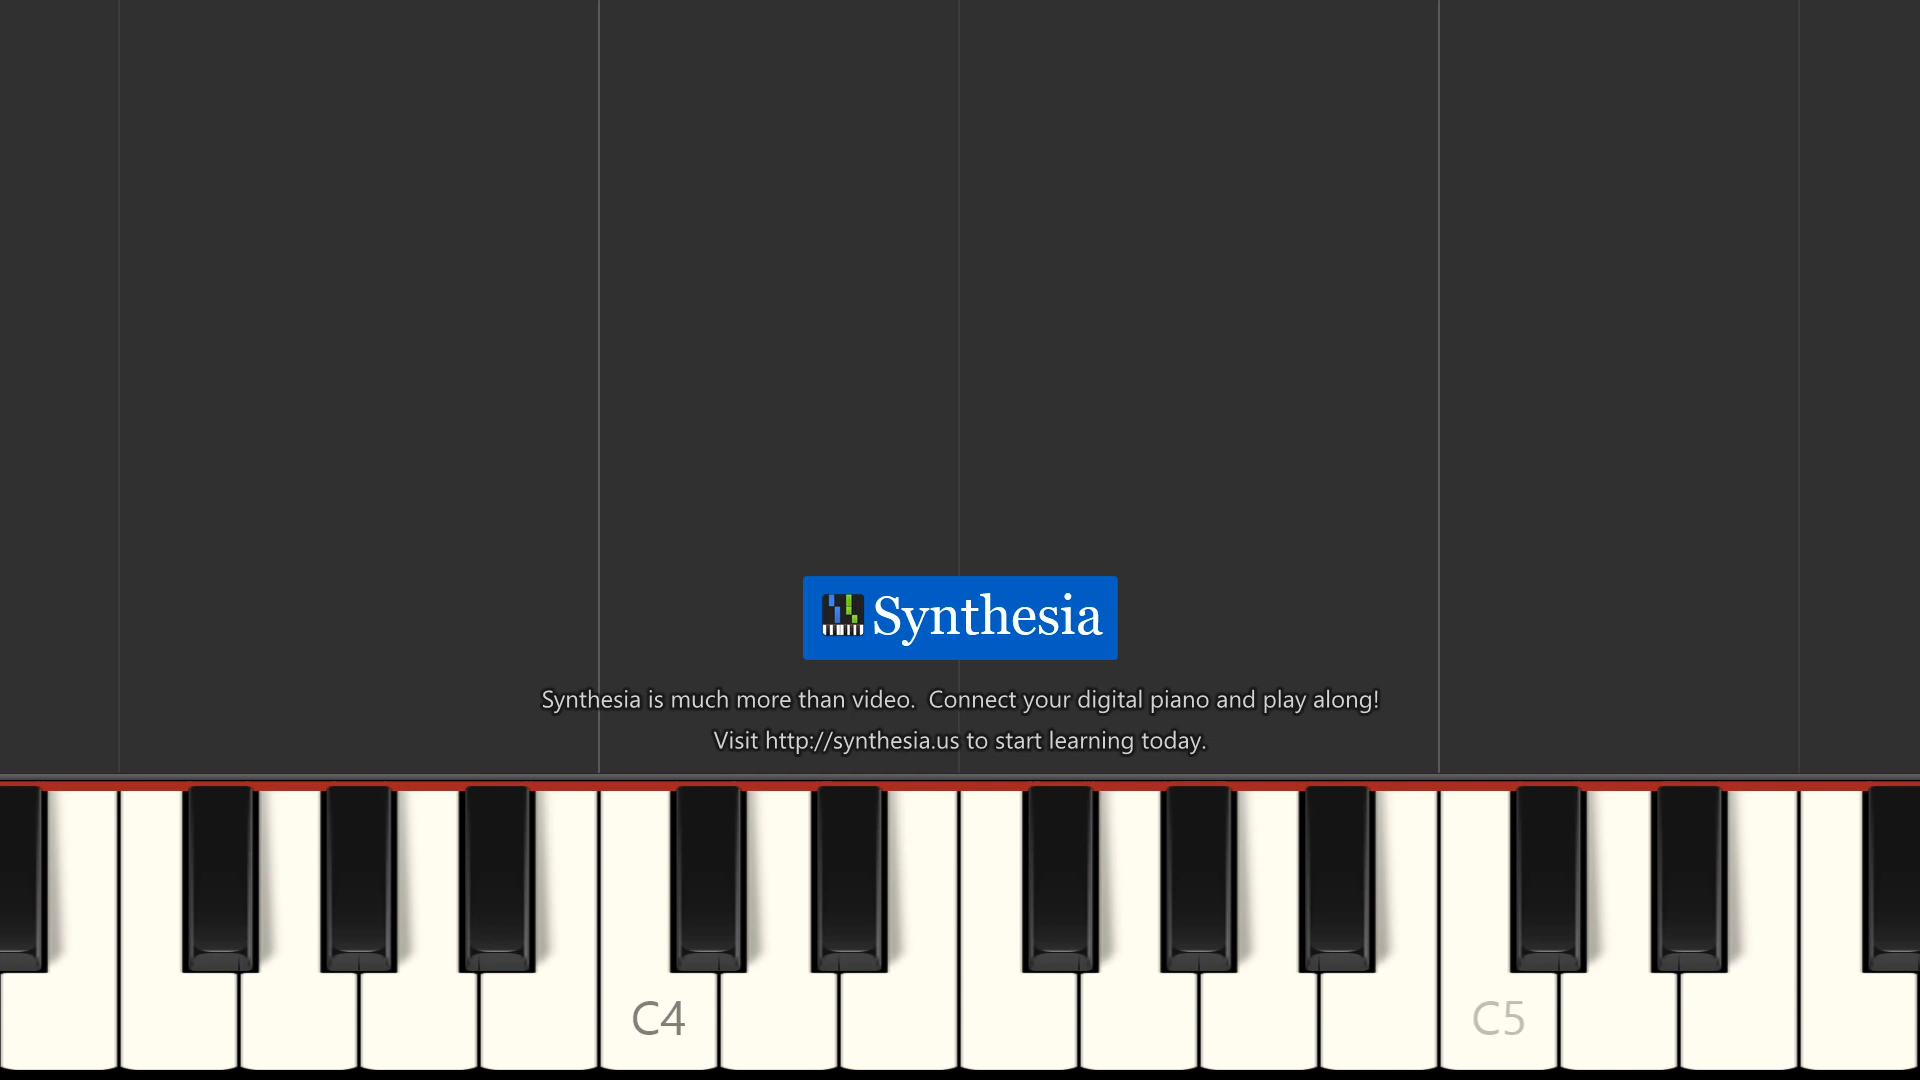 Synthesia
Synthesia is much more than video.  Connect your digital piano and play along!
Visit http://synthesia.us to start learning today.
C4 C5